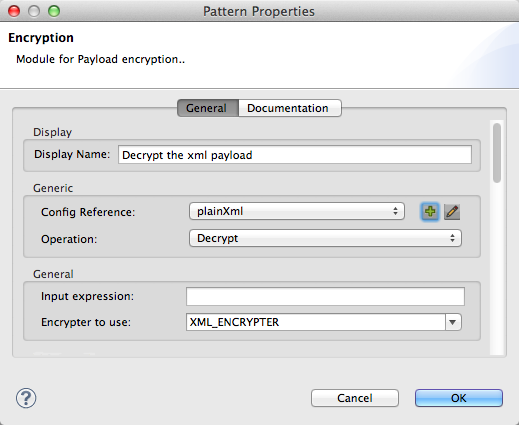 Pattern Properties
Encryption
Module for Payload encryption..
General Documentation
Display
Display Name: Decrypt the xml payload
Generic
Config Reference: plainXml
Operation: Decrypt
General
Input expression:
Encrypter to use: XML_ENCRYPTER
?
Cancel OK